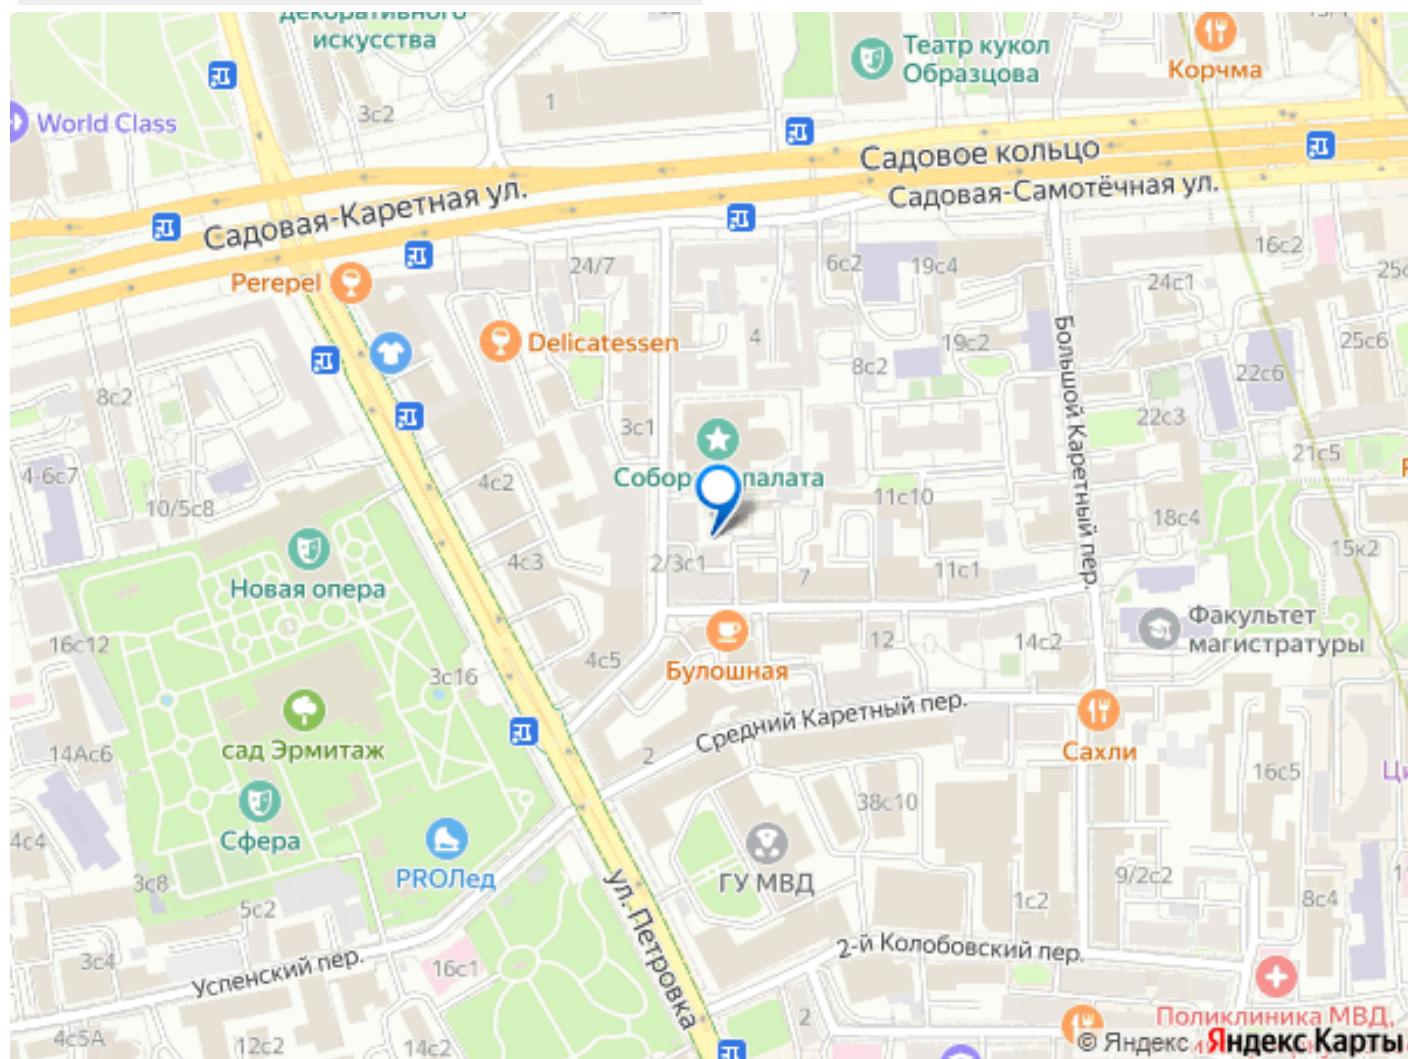 декоративного
искусства
Театр кукол
Образцова
Корчма
1
3с2
World Class
Садовое кольцо
Садовая-Самотёчная ул.
Садовая-Каретная ул.
16с2
24/7
6с2
19с4
24с1
Perepel
Delicatessen
4
19с2
25с6
8с2
8с2
22с6
Большой Каретный пер.
22с3
3с1
21с5
4-6с7
Собор
палата
4с2
11с10
10/5с8
18с4
15к2
4с3
2/3с1
7
11с1
Новая опера
Факультет
магистратуры
16с12
12
14с2
4с5
Булошная
3с16
Средний Каретный пер.
14Ас6
сад Эрмитаж
2
Сахли
16с5
38с10
4с4
Сфера
PROЛед
ГУ МВД
3с8
9/2с2
5с2
1с2
8с4
ул. Петровка
2-й Колобовский пер.
3с4
Успенский пер.
16с1
2
Поликлиника МВД,
4с5А
12с2
14с2
© Яндекс Яндекс Карты